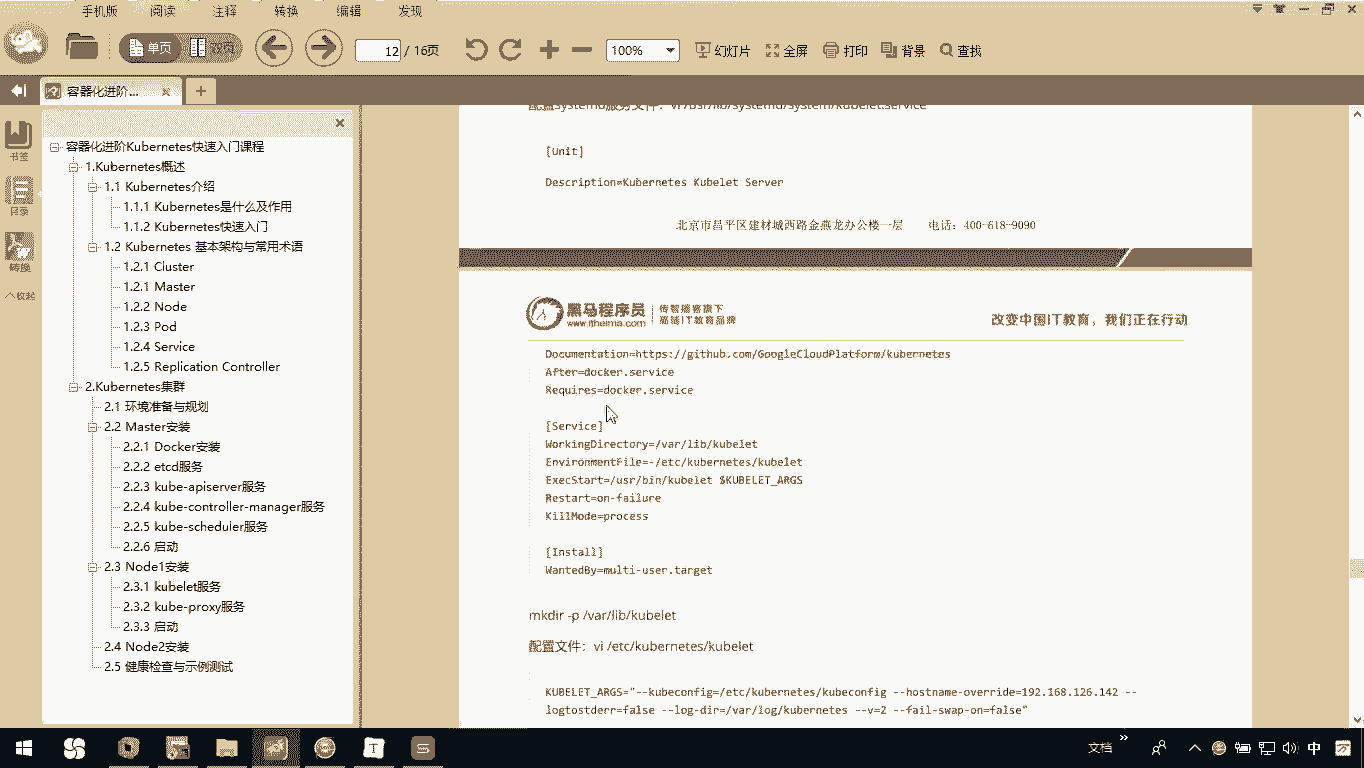 手机版 阅读 注释 转换 编辑 发现
单页 双页 12 / 16页 100% 幻灯片 全屏 打印 背景 查找
容器化进阶...
书签
目录
转换
收起
容器化进阶Kubernetes快速入门课程
1.Kubernetes概述
1.1 Kubernetes介绍
1.1.1 Kubernetes是什么及作用
1.1.2 Kubernetes快速入门
1.2 Kubernetes 基本架构与常用术语
1.2.1 Cluster
1.2.1 Master
1.2.2 Node
1.2.3 Pod
1.2.4 Service
1.2.5 Replication Controller
2.Kubernetes集群
2.1 环境准备与规划
2.2 Master安装
2.2.1 Docker安装
2.2.2 etcd服务
2.2.3 kube-apiserver服务
2.2.4 kube-controller-manager服务
2.2.5 kube-scheduler服务
2.2.6 启动
2.3 Node1安装
2.3.1 kubelet服务
2.3.2 kube-proxy服务
2.3.3 启动
2.4 Node2安装
2.5 健康检查与示例测试
配置systemd服务文件：vi /usr/lib/systemd/system/kubelet.service
[Unit]
Description=Kubernetes Kubelet Server
北京市昌平区建材城西路金燕龙办公楼一层 电话：400-618-9090
黑马程序员
www.itheima.com
传智播客旗下
高端IT教育品牌
改变中国IT教育，我们正在行动
Documentation=https://github.com/GoogleCloudPlatform/kubernetes
After=docker.service
Requires=docker.service
[Service]
WorkingDirectory=/var/lib/kubelet
EnvironmentFile=-/etc/kubernetes/kubelet
ExecStart=/usr/bin/kubelet $KUBELET_ARGS
Restart=on-failure
KillMode=process
[Install]
WantedBy=multi-user.target
mkdir -p /var/lib/kubelet
配置文件：vi /etc/kubernetes/kubelet
KUBELET_ARGS="--kubeconfig=/etc/kubernetes/kubeconfig --hostname-override=192.168.126.142 --
logtostderr=false --log-dir=/var/log/kubernetes --v=2 --fail-swap-on=false"
文档 中